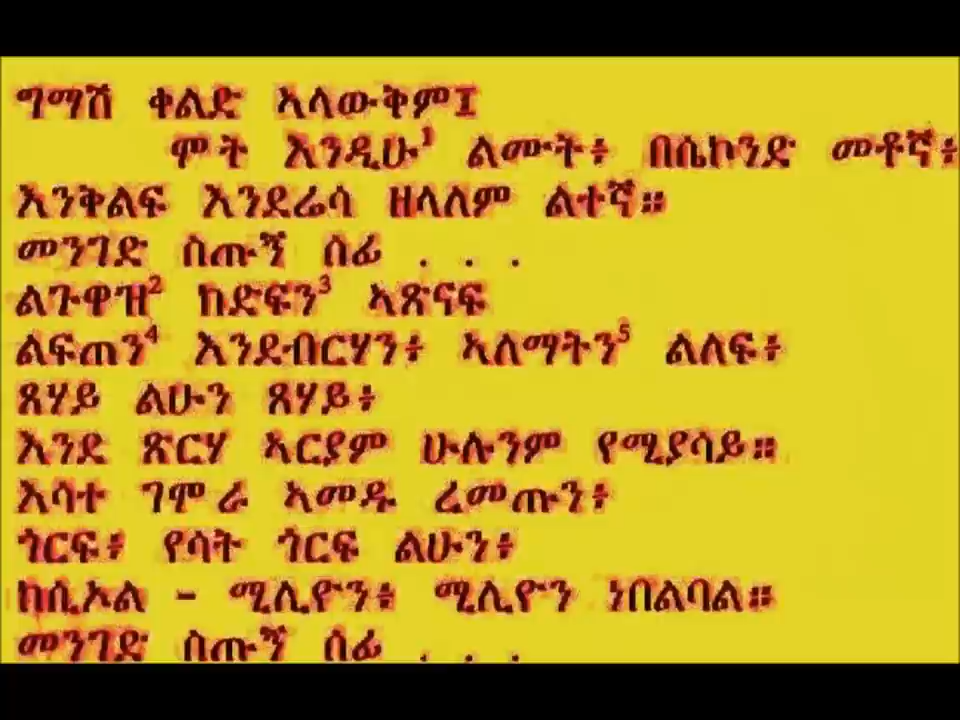 ግማሽ ቀልድ ኣላውቅም፤
ሞት እንዲሁ¹ ልሙት፥ በሴኮንድ መቶኛ፥
እንቅልፍ እንደሬሳ ዘላለም ልተኛ።
መንገድ ስጡኝ ሰፊ . . .
ልጉዋዝ² ከድፍን³ ኣጽናፍ
ልፍጠን⁴ እንደብርሃን፥ ኣለማትን⁵ ልለፍ፥
ጸሃይ ልሁን ጸሃይ፥
እንደ ጽርሃ ኣርያም ሁሉንም የሚያሳይ።
እሳተ ገሞራ ኣመዱ ረመጡን፥
ጎርፍ፥ የሳት ጎርፍ ልሁን፥
ከሲኦል - ሚሊዮን፥ ሚሊዮን ነበልባል።
መንገድ ስጡኝ ሰፊ . . .